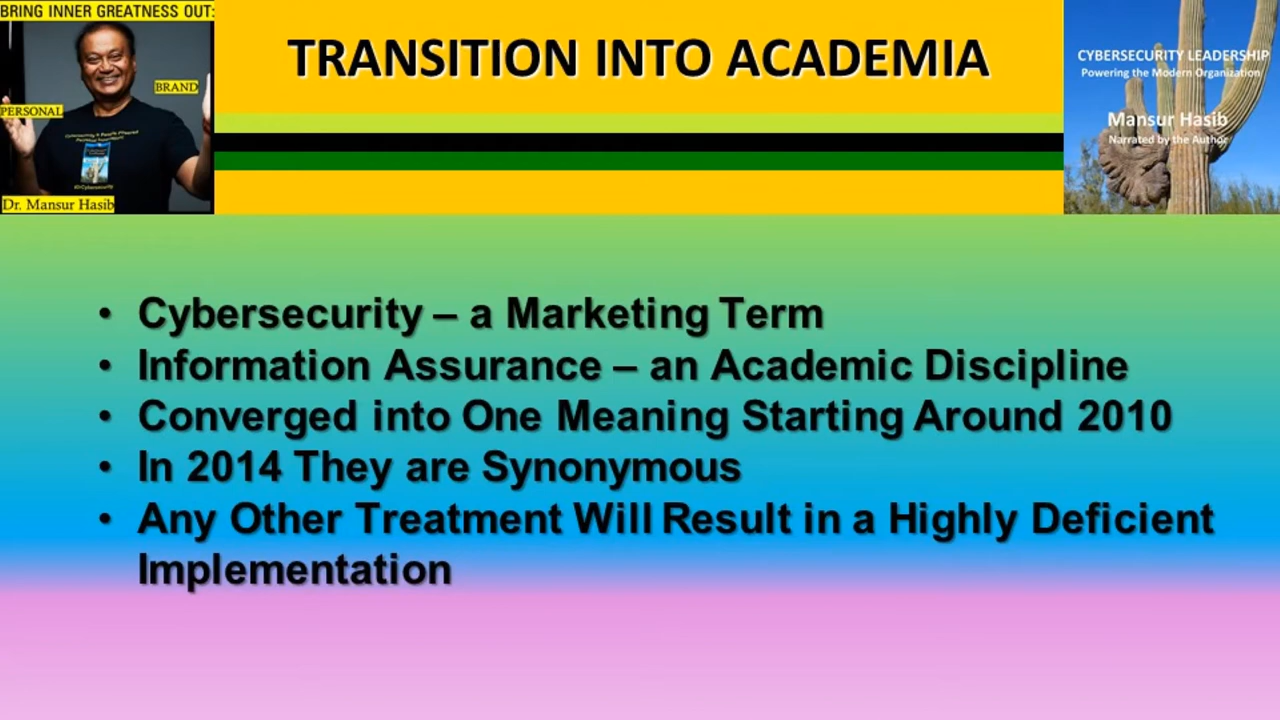 BRING INNER GREATNESS OUT:
BRAND
PERSONAL
Dr. Mansur Hasib
TRANSITION INTO ACADEMIA
CYBERSECURITY LEADERSHIP
Powering the Modern Organization
Mansur Hasib
Narrated by the Author
• Cybersecurity – a Marketing Term
• Information Assurance – an Academic Discipline
• Converged into One Meaning Starting Around 2010
• In 2014 They are Synonymous
• Any Other Treatment Will Result in a Highly Deficient
Implementation